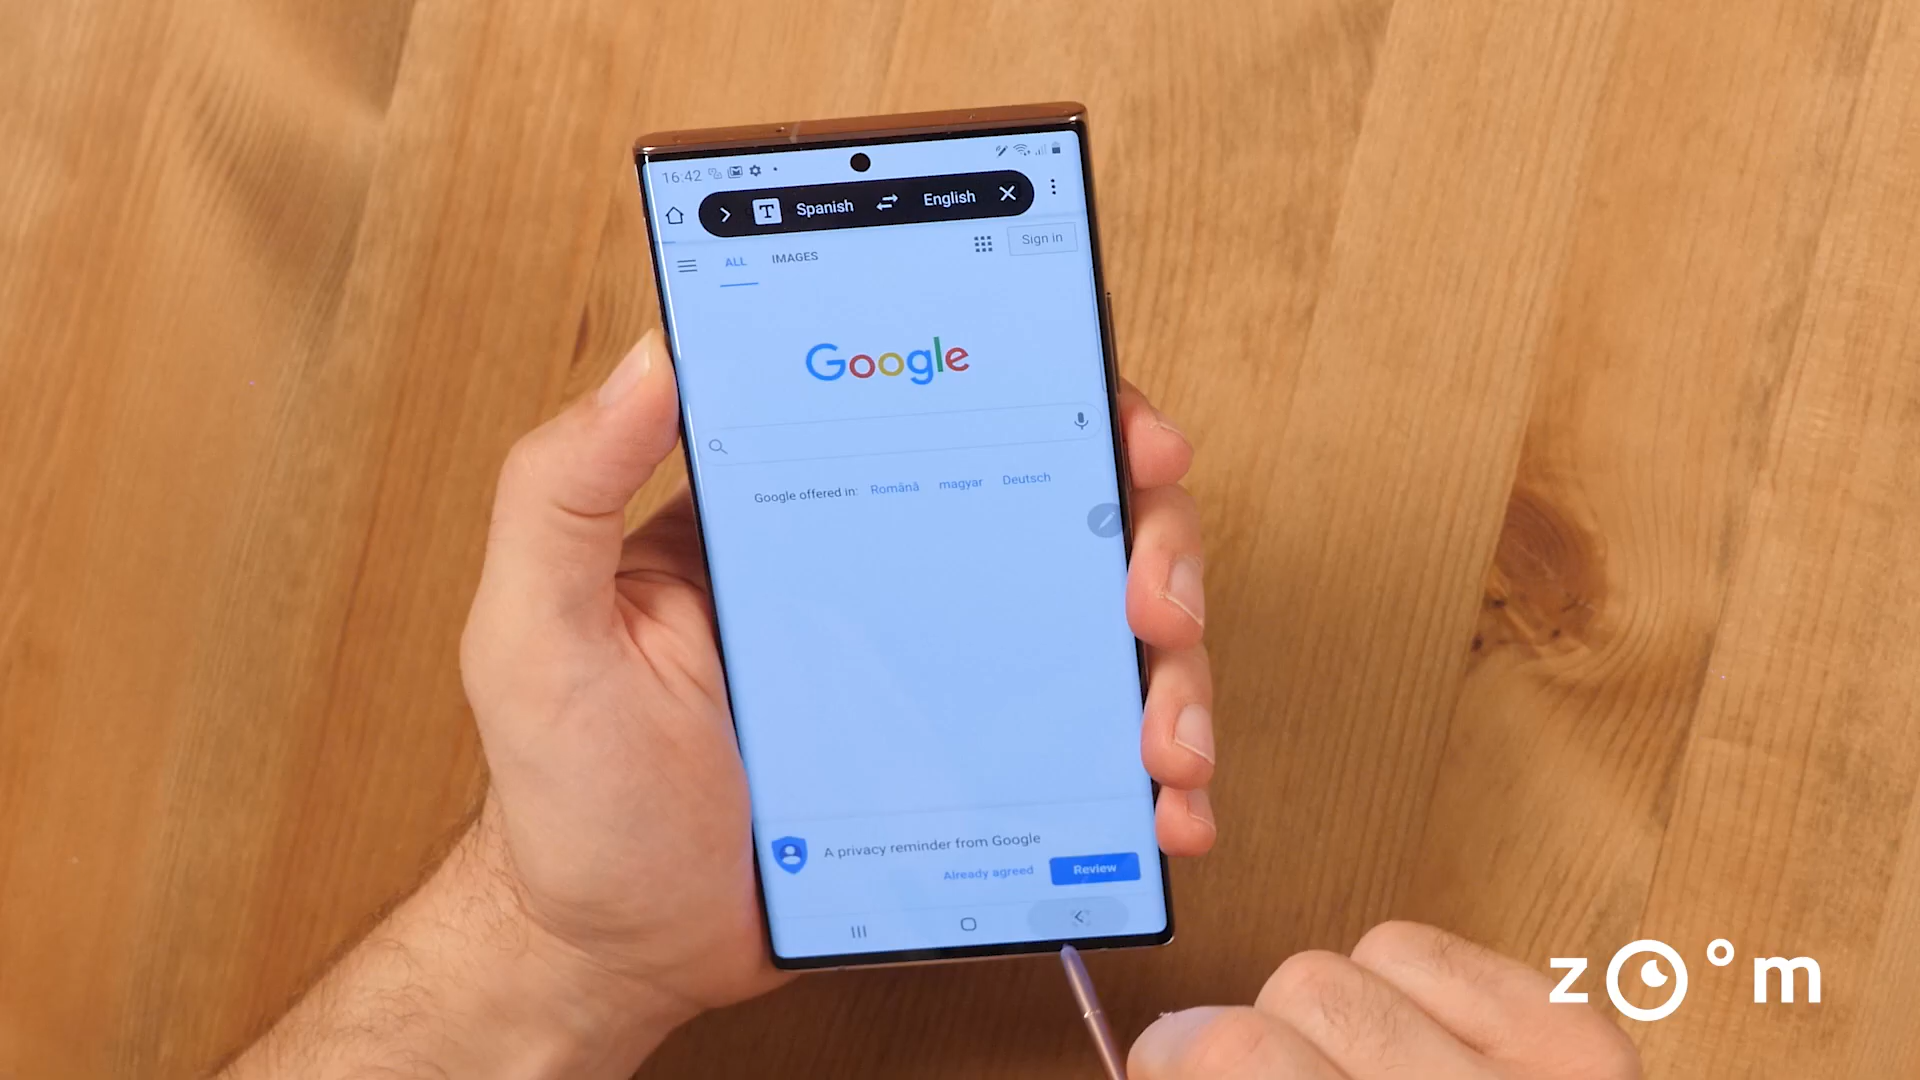 16:42
T Spanish English
ALL IMAGES Sign in
Google
Google offered in: Română magyar Deutsch
A privacy reminder from Google
Already agreed Review
zoom